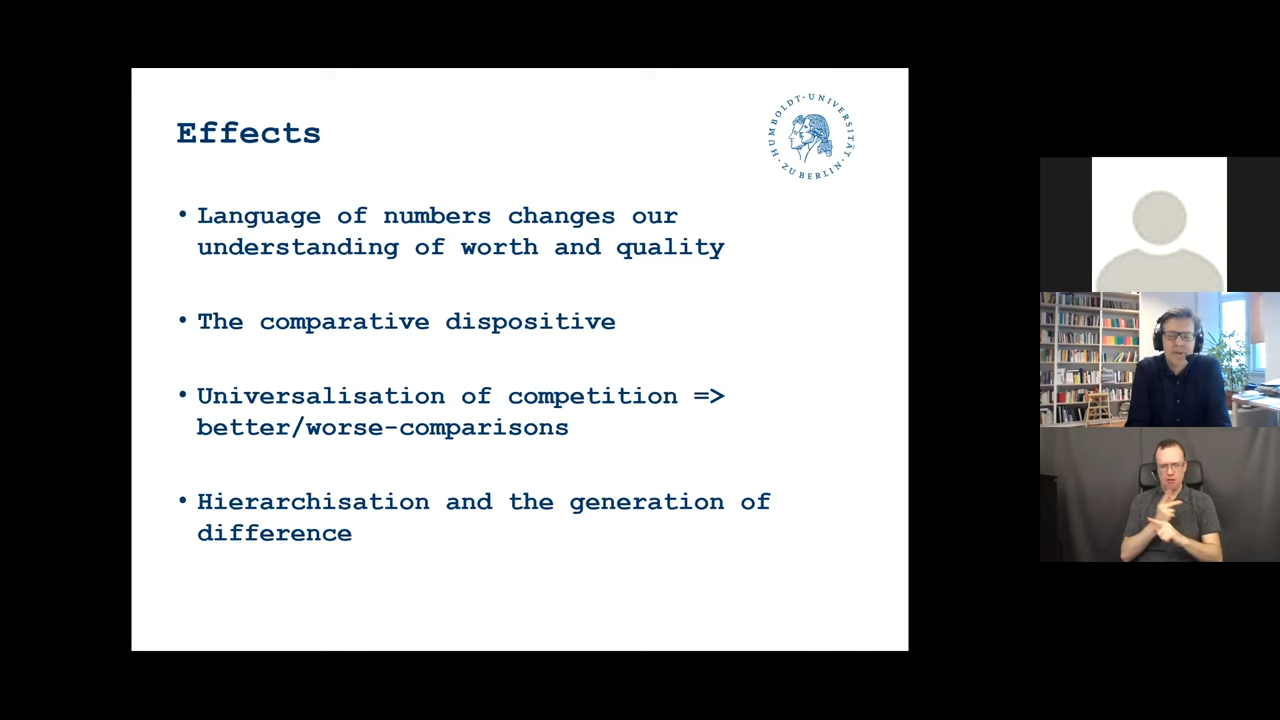 Effects
HUMBOLDT-UNIVERSITÄT
· ZU BERLIN ·
• Language of numbers changes our
understanding of worth and quality
• The comparative dispositive
• Universalisation of competition =>
better/worse-comparisons
• Hierarchisation and the generation of
difference